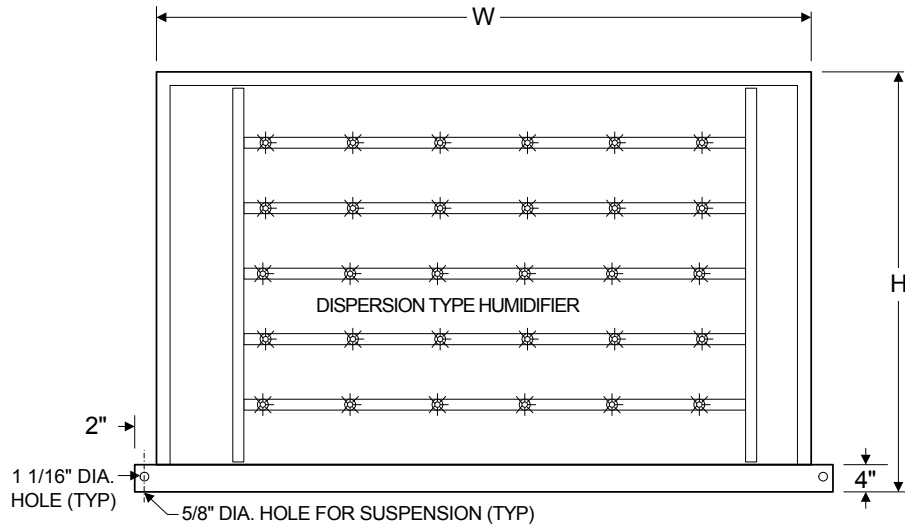 W
H
DISPERSION TYPE HUMIDIFIER
2"
1 1/16" DIA.
HOLE (TYP)
4"
5/8" DIA. HOLE FOR SUSPENSION (TYP)